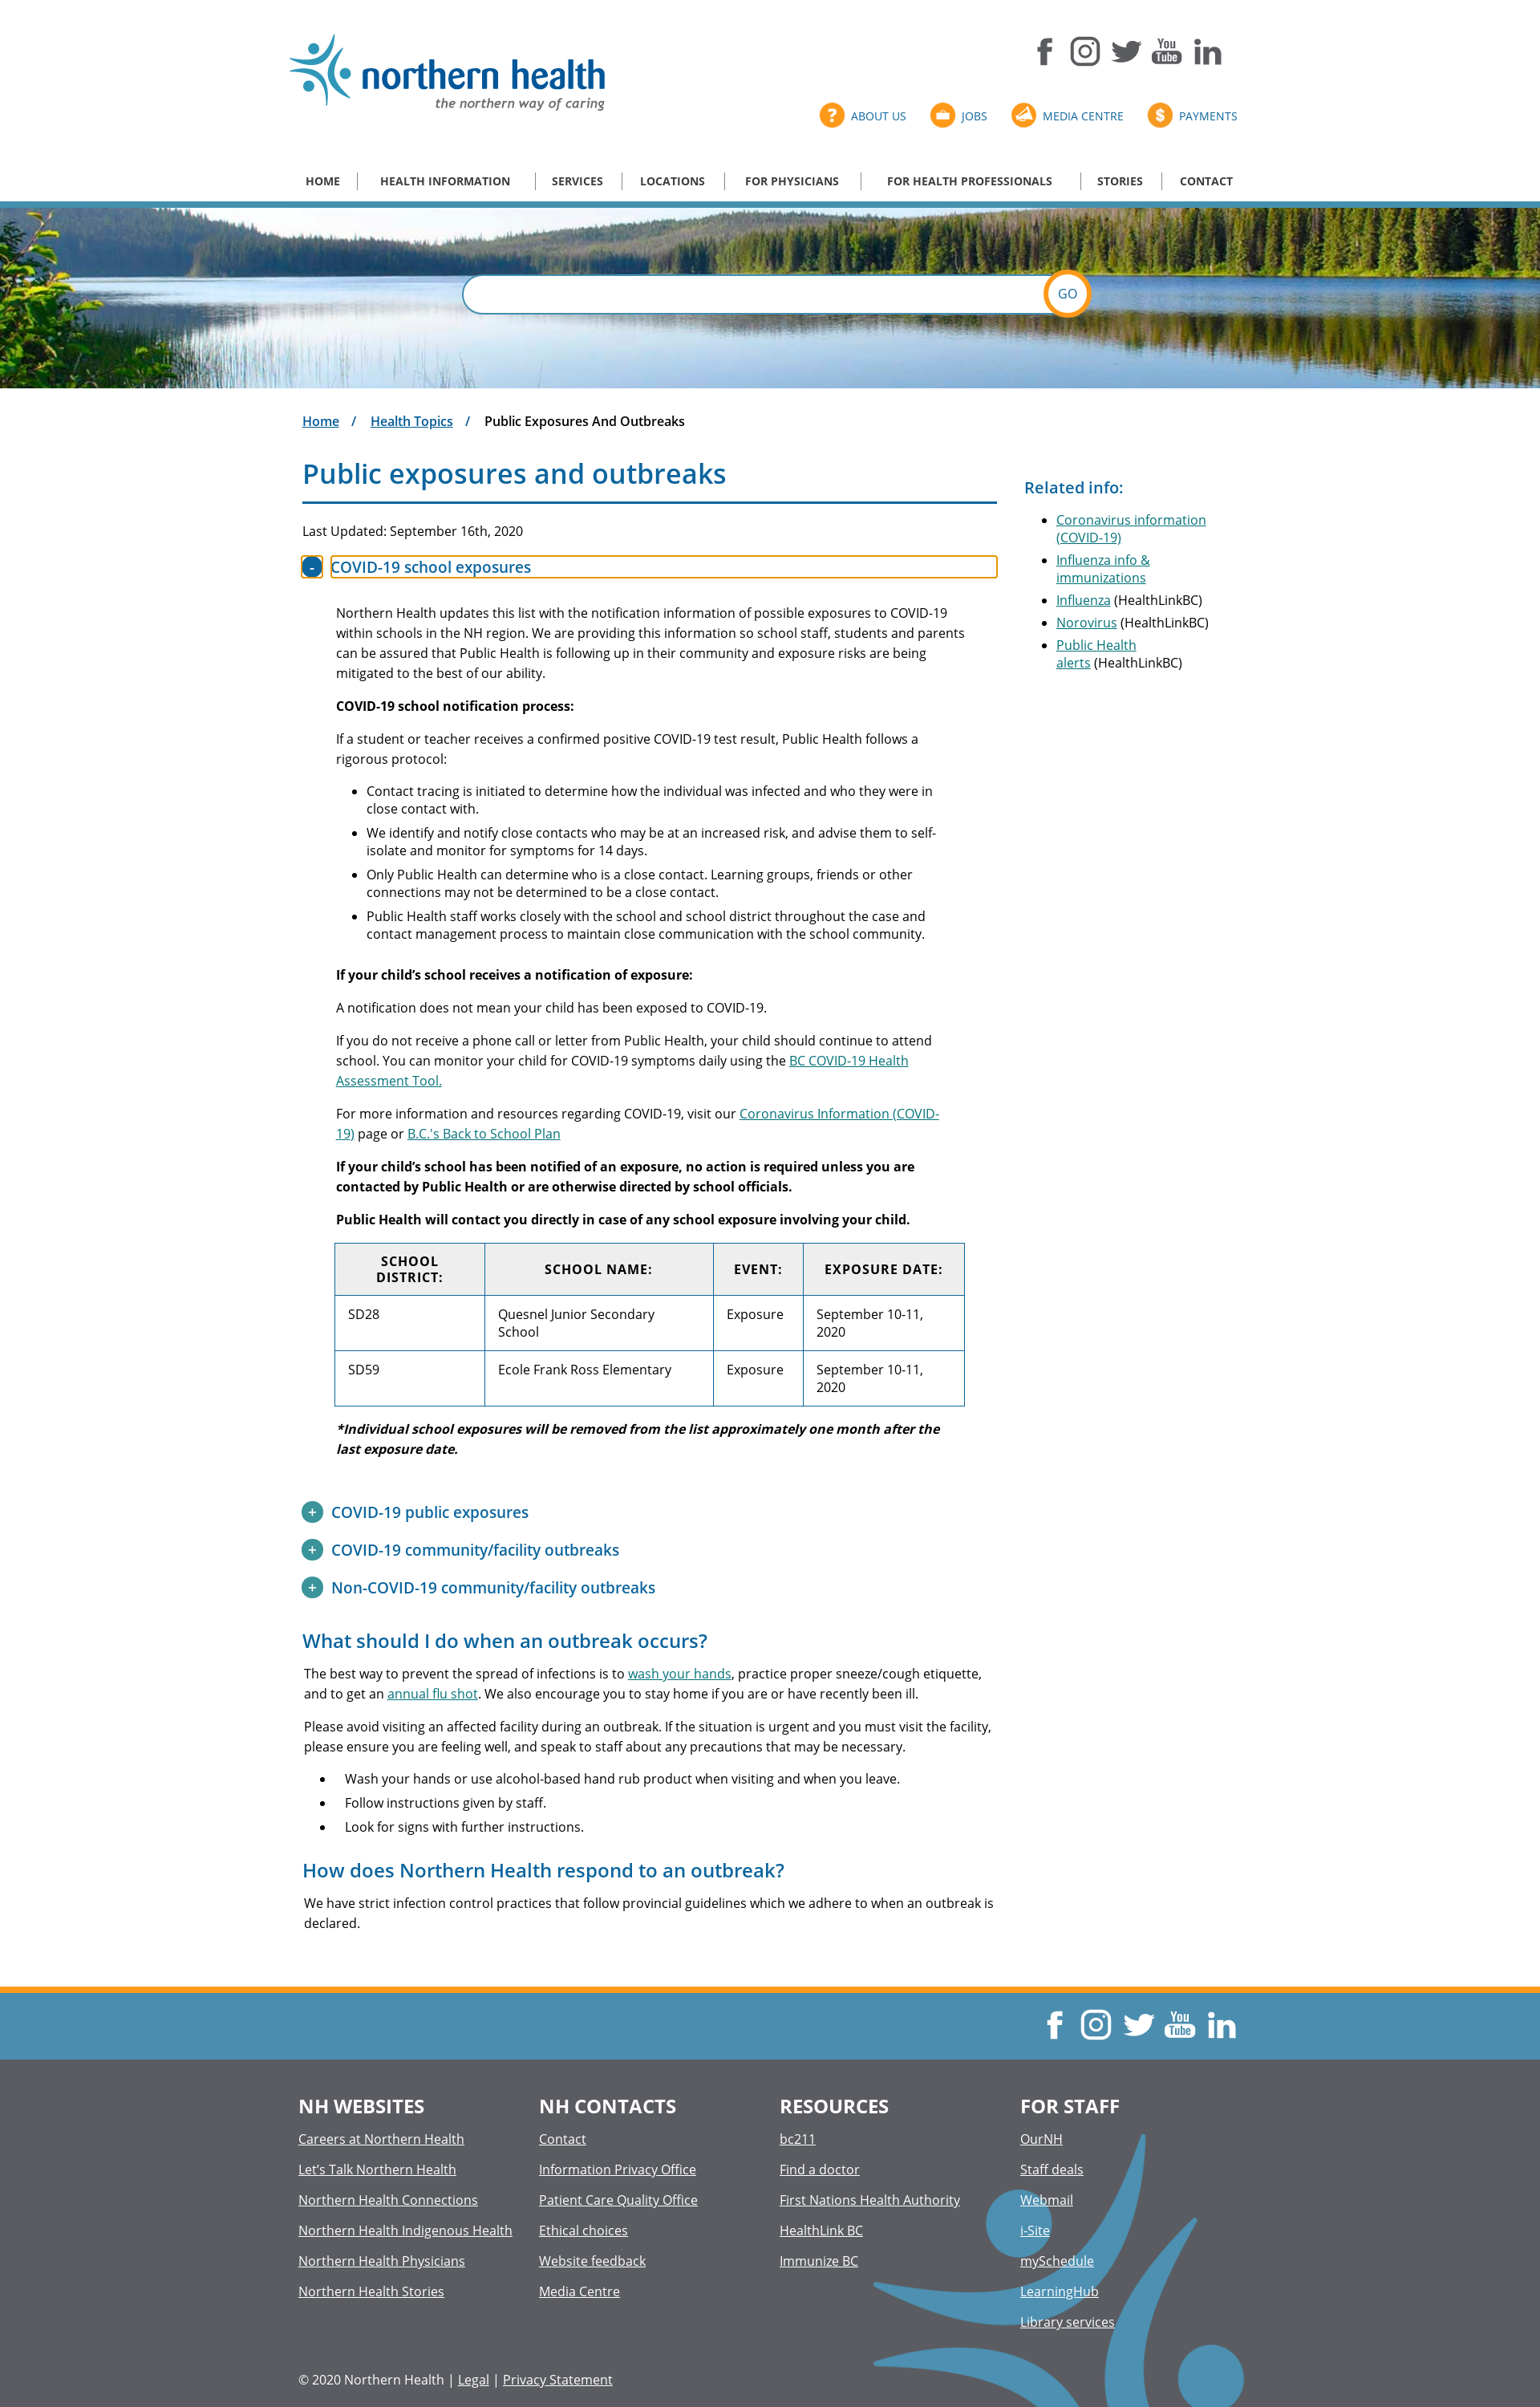 northern health
the northern way of caring
You
Tube
in
? ABOUT US
JOBS
MEDIA CENTRE
$ PAYMENTS
HOME
HEALTH INFORMATION
SERVICES
LOCATIONS
FOR PHYSICIANS
FOR HEALTH PROFESSIONALS
STORIES
CONTACT
GO
Home / Health Topics / Public Exposures And Outbreaks
Public exposures and outbreaks
Last Updated: September 16th, 2020
- COVID-19 school exposures
Northern Health updates this list with the notification information of possible exposures to COVID-19
within schools in the NH region. We are providing this information so school staff, students and parents
can be assured that Public Health is following up in their community and exposure risks are being
mitigated to the best of our ability.
COVID-19 school notification process:
If a student or teacher receives a confirmed positive COVID-19 test result, Public Health follows a
rigorous protocol:
• Contact tracing is initiated to determine how the individual was infected and who they were in
close contact with.
• We identify and notify close contacts who may be at an increased risk, and advise them to self-
isolate and monitor for symptoms for 14 days.
• Only Public Health can determine who is a close contact. Learning groups, friends or other
connections may not be determined to be a close contact.
• Public Health staff works closely with the school and school district throughout the case and
contact management process to maintain close communication with the school community.
If your child’s school receives a notification of exposure:
A notification does not mean your child has been exposed to COVID-19.
If you do not receive a phone call or letter from Public Health, your child should continue to attend
school. You can monitor your child for COVID-19 symptoms daily using the BC COVID-19 Health
Assessment Tool.
For more information and resources regarding COVID-19, visit our Coronavirus Information (COVID-
19) page or B.C.'s Back to School Plan
If your child’s school has been notified of an exposure, no action is required unless you are
contacted by Public Health or are otherwise directed by school officials.
Public Health will contact you directly in case of any school exposure involving your child.
SCHOOL
DISTRICT:
SCHOOL NAME:
EVENT:
EXPOSURE DATE:
SD28
Quesnel Junior Secondary
School
Exposure
September 10-11,
2020
SD59
Ecole Frank Ross Elementary
Exposure
September 10-11,
2020
*Individual school exposures will be removed from the list approximately one month after the
last exposure date.
+ COVID-19 public exposures
+ COVID-19 community/facility outbreaks
+ Non-COVID-19 community/facility outbreaks
What should I do when an outbreak occurs?
The best way to prevent the spread of infections is to wash your hands, practice proper sneeze/cough etiquette,
and to get an annual flu shot. We also encourage you to stay home if you are or have recently been ill.
Please avoid visiting an affected facility during an outbreak. If the situation is urgent and you must visit the facility,
please ensure you are feeling well, and speak to staff about any precautions that may be necessary.
• Wash your hands or use alcohol-based hand rub product when visiting and when you leave.
• Follow instructions given by staff.
• Look for signs with further instructions.
How does Northern Health respond to an outbreak?
We have strict infection control practices that follow provincial guidelines which we adhere to when an outbreak is
declared.
Related info:
• Coronavirus information
(COVID-19)
• Influenza info &
immunizations
• Influenza (HealthLinkBC)
• Norovirus (HealthLinkBC)
• Public Health
alerts (HealthLinkBC)
You
Tube
in
NH WEBSITES
Careers at Northern Health
Let’s Talk Northern Health
Northern Health Connections
Northern Health Indigenous Health
Northern Health Physicians
Northern Health Stories
NH CONTACTS
Contact
Information Privacy Office
Patient Care Quality Office
Ethical choices
Website feedback
Media Centre
RESOURCES
bc211
Find a doctor
First Nations Health Authority
HealthLink BC
Immunize BC
FOR STAFF
OurNH
Staff deals
Webmail
i-Site
mySchedule
LearningHub
Library services
© 2020 Northern Health | Legal | Privacy Statement